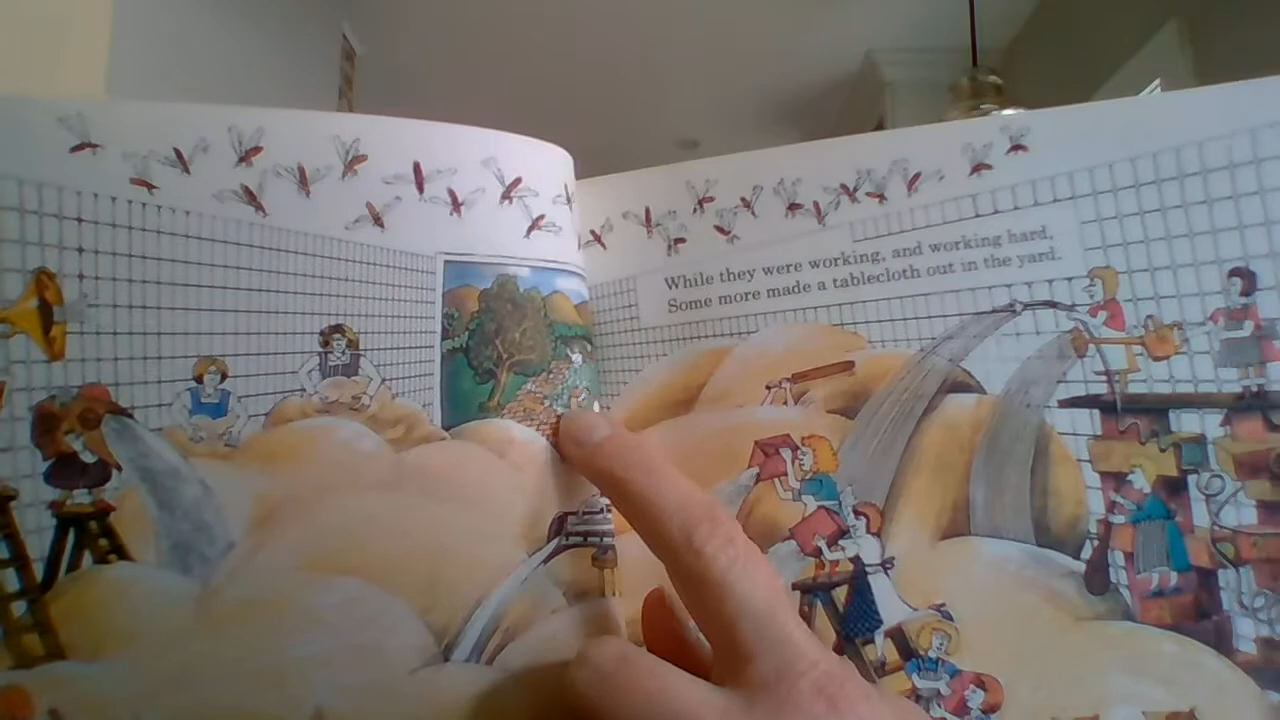 While they were working, and working hard,
Some more made a tablecloth out in the yard.